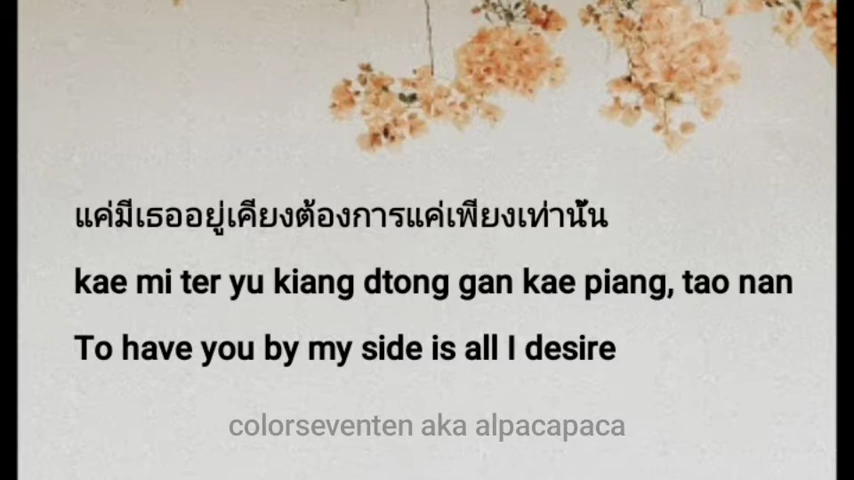 แค่มีเธออยู่เคียงต้องการแค่เพียงเท่านั้น
kae mi ter yu kiang dtong gan kae piang, tao nan
To have you by my side is all I desire
colorseventen aka alpacapaca